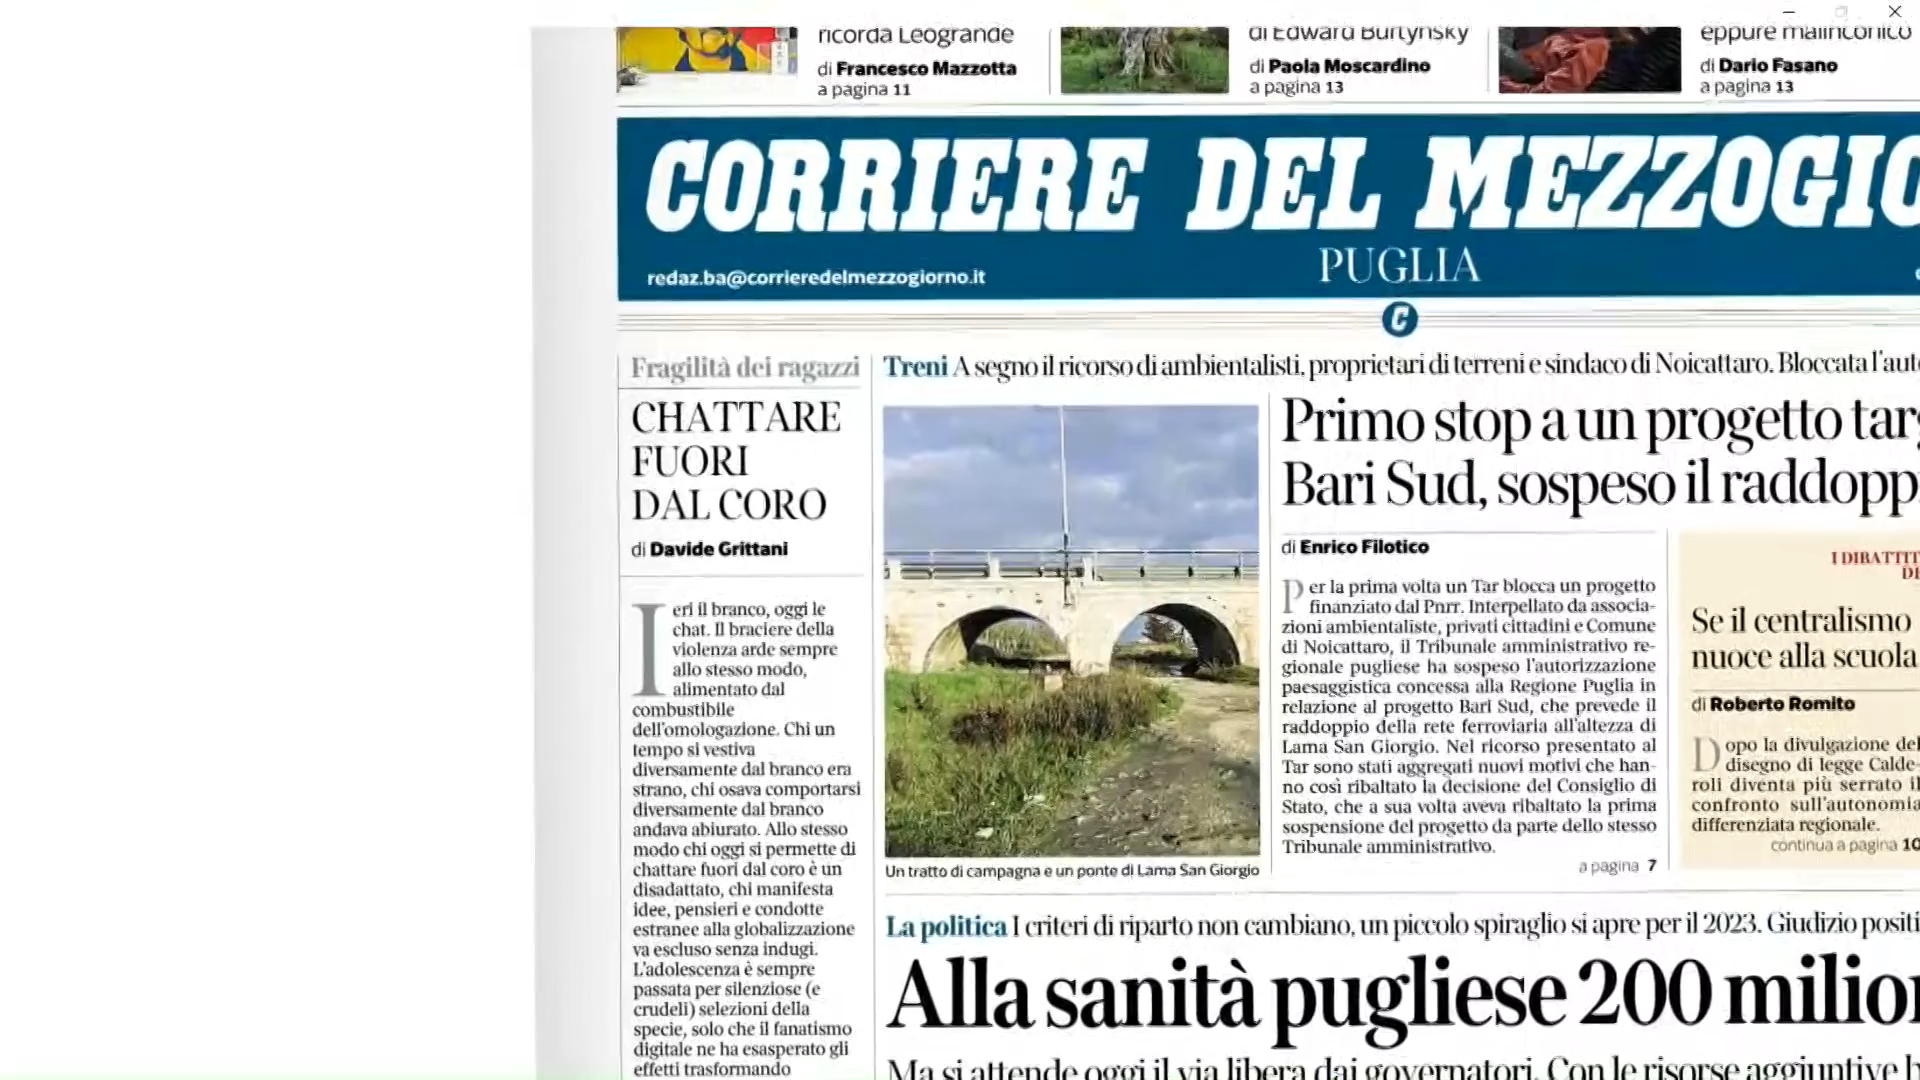 ricorda Leogrande
di Francesco Mazzotta
a pagina 11
di Edward Burtynsky
di Paola Moscardino
a pagina 13
eppure malinconico
di Dario Fasano
a pagina 13
CORRIERE DEL MEZZOGIO
PUGLIA
redaz.ba@corrieredelmezzogiorno.it
C
Fragilità dei ragazzi
CHATTARE
FUORI
DAL CORO
di Davide Grittani
Ieri il branco, oggi le
chat. Il braciere della
violenza arde sempre
allo stesso modo,
alimentato dal
combustibile
dell'omologazione. Chi un
tempo si vestiva
diversamente dal branco era
strano, chi osava comportarsi
diversamente dal branco
andava abiurato. Allo stesso
modo chi oggi si permette di
chattare fuori dal coro è un
disadattato, chi manifesta
idee, pensieri e condotte
estranee alla globalizzazione
va escluso senza indugi.
L'adolescenza è sempre
passata per silenziose (e
crudeli) selezioni della
specie, solo che il fanatismo
digitale ne ha esasperato gli
effetti trasformando
Treni A segno il ricorso di ambientalisti, proprietari di terreni e sindaco di Noicattaro. Bloccata l'aut
Primo stop a un progetto targ
Bari Sud, sospeso il raddopp
Un tratto di campagna e un ponte di Lama San Giorgio
di Enrico Filotico
Per la prima volta un Tar blocca un progetto
finanziato dal Pnrr. Interpellato da associa-
zioni ambientaliste, privati cittadini e Comune
di Noicattaro, il Tribunale amministrativo re-
gionale pugliese ha sospeso l'autorizzazione
paesaggistica concessa alla Regione Puglia in
relazione al progetto Bari Sud, che prevede il
raddoppio della rete ferroviaria all'altezza di
Lama San Giorgio. Nel ricorso presentato al
Tar sono stati aggregati nuovi motivi che han-
no così ribaltato la decisione del Consiglio di
Stato, che a sua volta aveva ribaltato la prima
sospensione del progetto da parte dello stesso
Tribunale amministrativo.
a pagina 7
I DIBATTIT
DE
Se il centralismo
nuoce alla scuola
di Roberto Romito
Dopo la divulgazione del
disegno di legge Calde-
roli diventa più serrato il
confronto sull'autonomia
differenziata regionale.
continua a pagina 10
La politica I criteri di riparto non cambiano, un piccolo spiraglio si apre per il 2023. Giudizio positi
Alla sanità pugliese 200 milion
Ma si attende oggi il via libera dai governatori. Con le risorse aggiuntive b